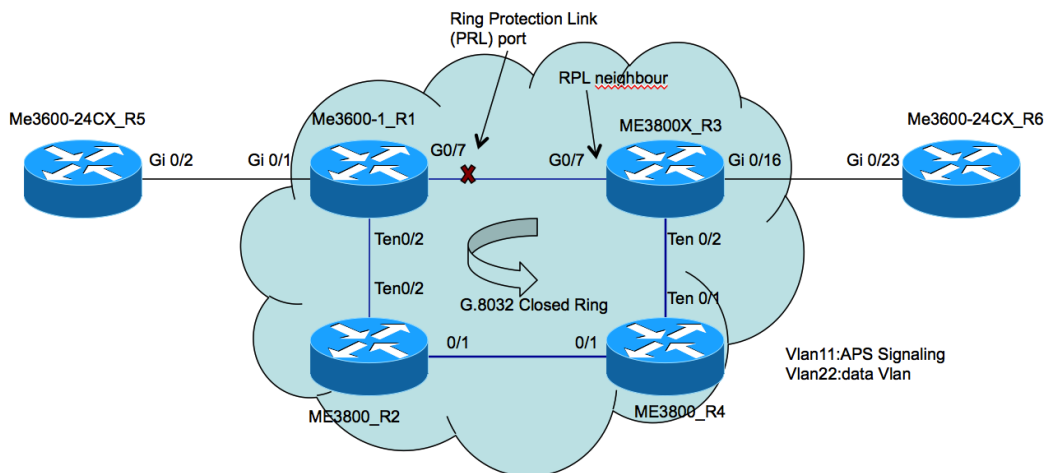 Ring Protection Link
(PRL) port
RPL neighbour
Me3600-24CX_R5
Me3600-1_R1
ME3800X_R3
Me3600-24CX_R6
Gi 0/2
Gi 0/1
G0/7
G0/7
Gi 0/16
Gi 0/23
Ten0/2
Ten 0/2
Ten0/2
G.8032 Closed Ring
Ten 0/1
0/1
0/1
Vlan11:APS Signaling
Vlan22:data Vlan
ME3800_R2
ME3800_R4